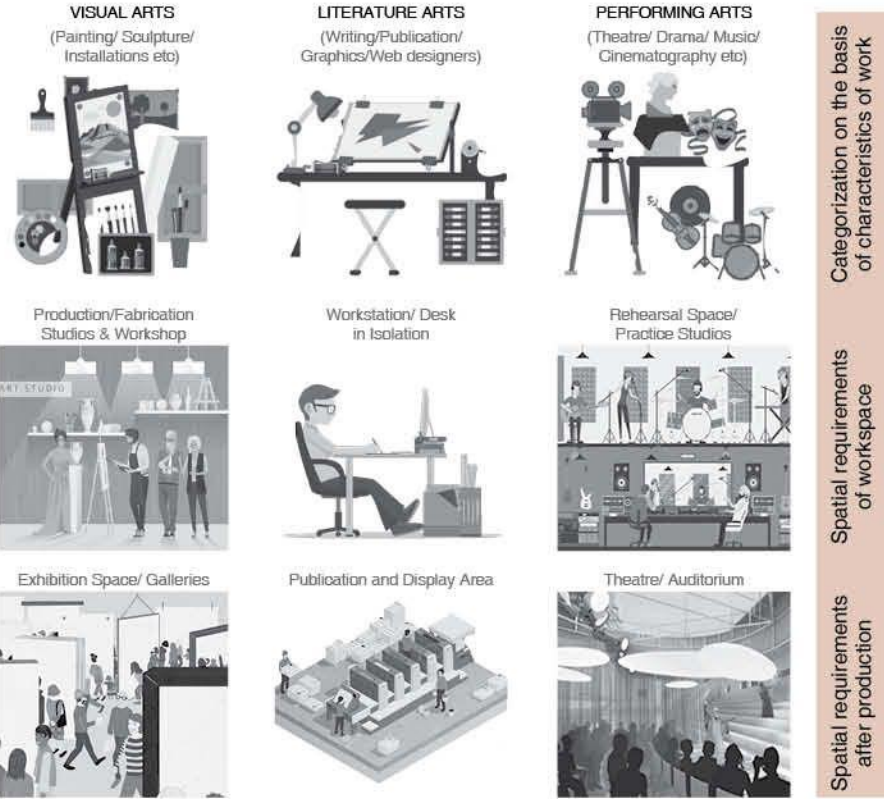 VISUAL ARTS
(Painting/ Sculpture/
Installations etc)
LITERATURE ARTS
(Writing/Publication/
Graphics/Web designers)
PERFORMING ARTS
(Theatre/ Drama/ Music/
Cinematography etc)
Categorization on the basis
of characteristics of work
Production/Fabrication
Studios & Workshop
Workstation/ Desk
in Isolation
Rehearsal Space/
Practice Studios
ART STUDIO
Spatial requirements
of workspace
Exhibition Space/ Galleries
Publication and Display Area
Theatre/ Auditorium
Spatial requirements
after production